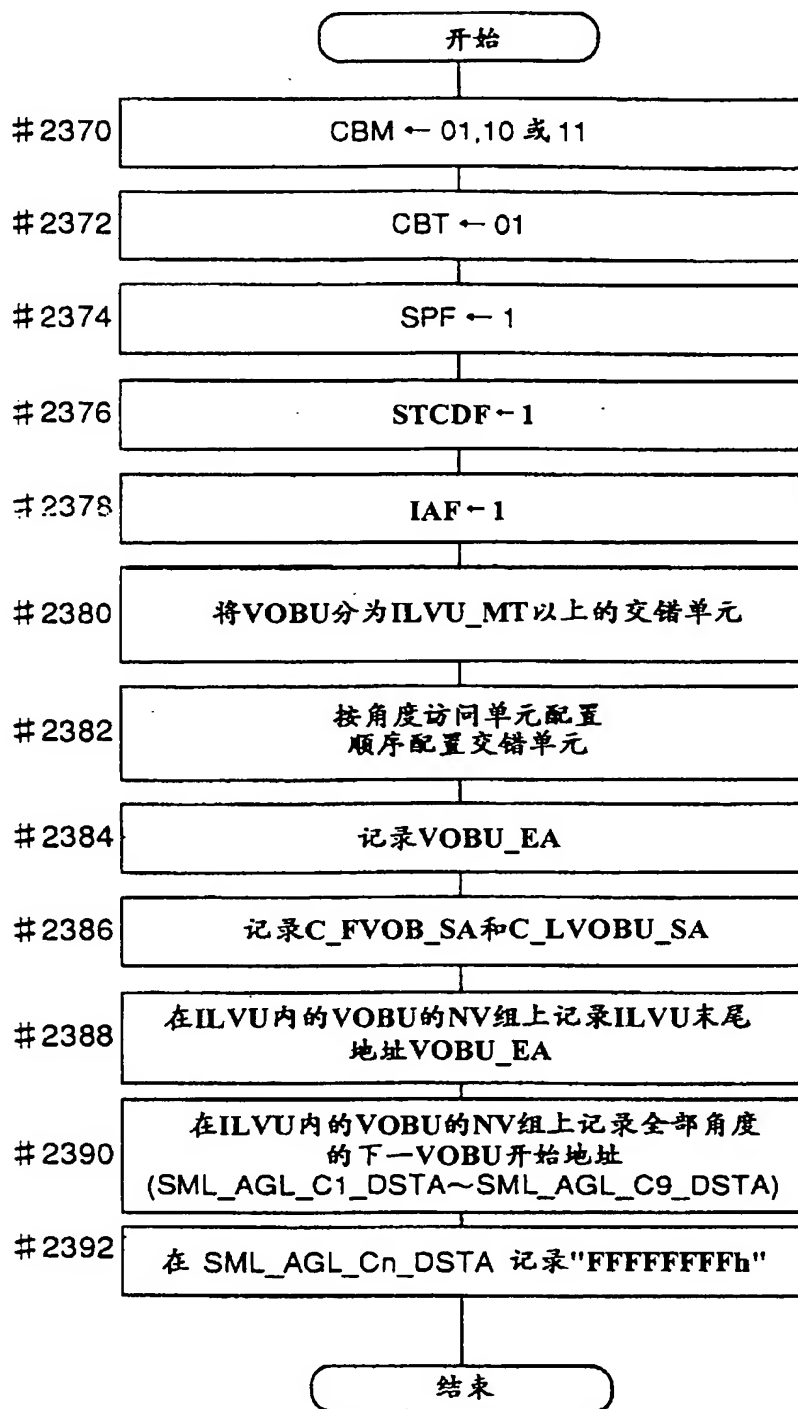 开始
#2370
CBM ← 01,10 或 11
#2372
CBT ← 01
#2374
SPF ← 1
#2376
STCDF ← 1
#2378
IAF ← 1
#2380
将VOBU分为ILVU_MT以上的交错单元
#2382
按角度访问单元配置
顺序配置交错单元
#2384
记录VOBU_EA
#2386
记录C_FVOB_SA和C_LVOBU_SA
#2388
在ILVU内的VOBU的NV组上记录ILVU末尾
地址VOBU_EA
#2390
在ILVU内的VOBU的NV组上记录全部角度
的下一VOBU开始地址
(SML_AGL_C1_DSTA～SML_AGL_C9_DSTA)
#2392
在 SML_AGL_Cn_DSTA 记录"FFFFFFFFh"
结束